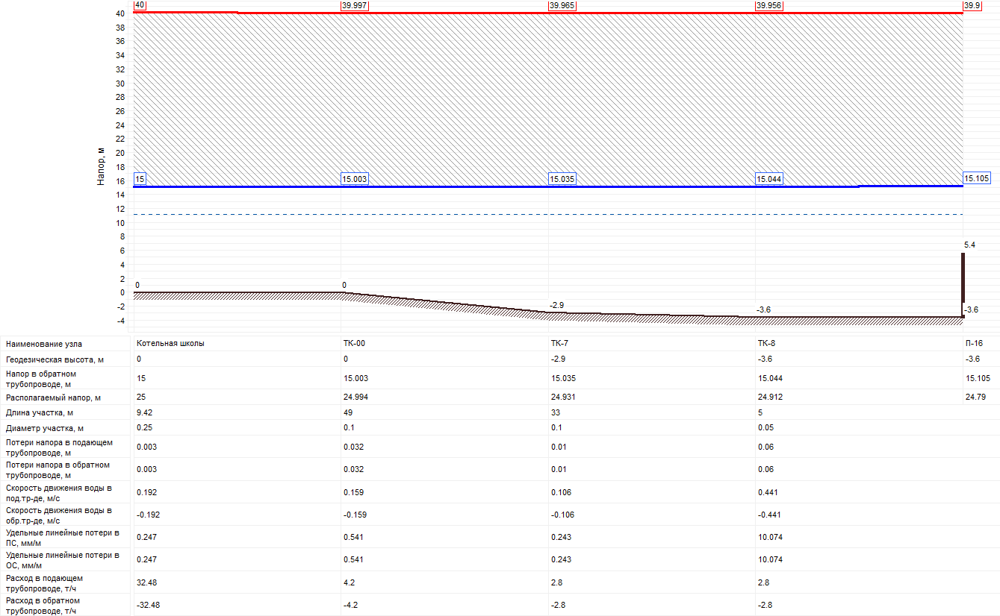 40 39.997 39.965 39.956 39.9
40
38
36
34
32
30
28
26
24
22
20
18
16
14
12
10
8
6
4
2
0
-2
-4
Напор, м
15 15.003 15.035 15.044 15.105
5.4
0 0 -2.9 -3.6 -3.6
Наименование узла Котельная школы ТК-00 ТК-7 ТК-8 П-16
Геодезическая высота, м 0 0 -2.9 -3.6 -3.6
Напор в обратном
трубопроводе, м 15 15.003 15.035 15.044 15.105
Располагаемый напор, м 25 24.994 24.931 24.912 24.79
Длина участка, м 9.42 49 33 5
Диаметр участка, м 0.25 0.1 0.1 0.05
Потери напора в подающем
трубопроводе, м 0.003 0.032 0.01 0.06
Потери напора в обратном
трубопроводе, м 0.003 0.032 0.01 0.06
Скорость движения воды в
под.тр-де, м/с 0.192 0.159 0.106 0.441
Скорость движения воды в
обр.тр-де, м/с -0.192 -0.159 -0.106 -0.441
Удельные линейные потери в
ПС, мм/м 0.247 0.541 0.243 10.074
Удельные линейные потери в
ОС, мм/м 0.247 0.541 0.243 10.074
Расход в подающем
трубопроводе, т/ч 32.48 4.2 2.8 2.8
Расход в обратном
трубопроводе, т/ч -32.48 -4.2 -2.8 -2.8